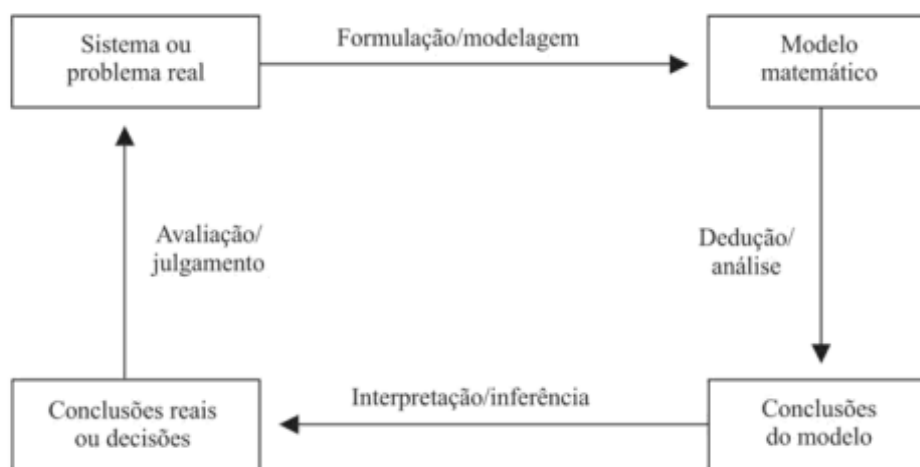 Sistema ou
problema real
Formulação/modelagem
Modelo
matemático
Avaliação/
julgamento
Dedução/
análise
Conclusões reais
ou decisões
Interpretação/inferência
Conclusões
do modelo